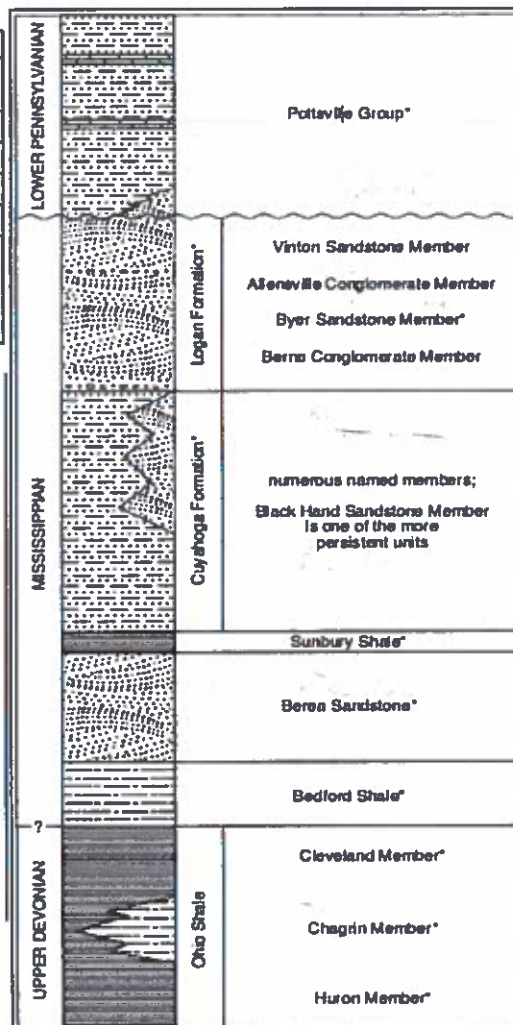 LOWER PENNSYLVANIAN
Pottsville Group*
MISSISSIPPIAN
Logan Formation*
Vinton Sandstone Member
Allensville Conglomerate Member
Byer Sandstone Member*
Berne Conglomerate Member
Cuyahoga Formation*
numerous named members;
Black Hand Sandstone Member
is one of the more
persistent units
Sunbury Shale*
Berea Sandstone*
Bedford Shale*
?
UPPER DEVONIAN
Ohio Shale
Cleveland Member*
Chagrin Member*
Huron Member*